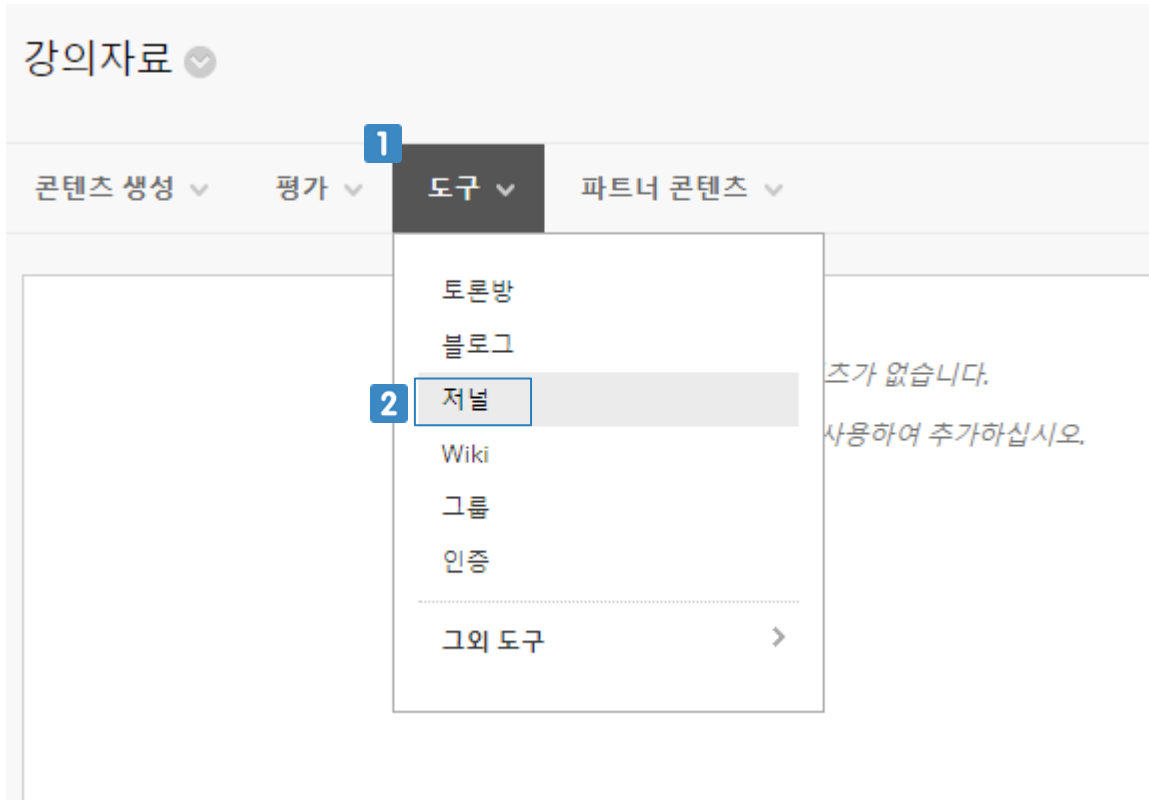 강의자료
1
콘텐츠 생성 평가 도구 파트너 콘텐츠
토론방
블로그
츠가 없습니다.
2 저널
사용하여 추가하십시오.
Wiki
그룹
인증
그외 도구